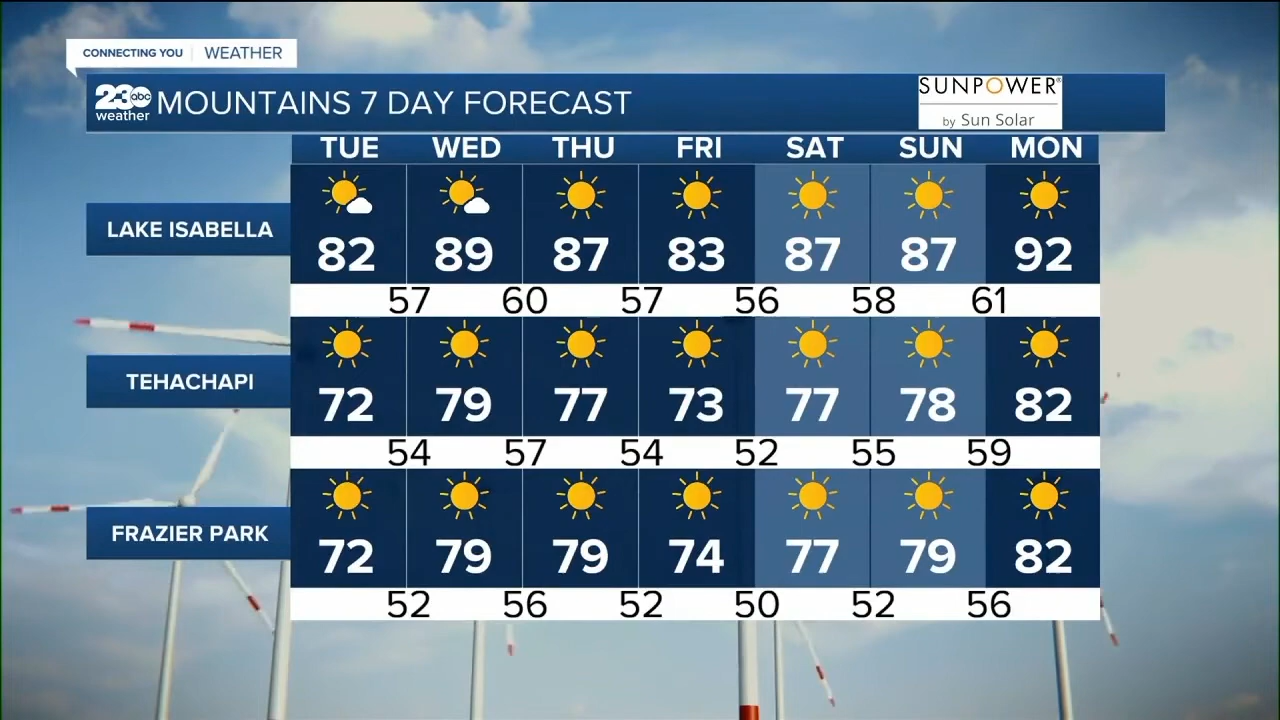 CONNECTING YOU WEATHER
23 abc weather MOUNTAINS 7 DAY FORECAST
SUNPOWER®
by Sun Solar
TUE WED THU FRI SAT SUN MON
LAKE ISABELLA 82 89 87 83 87 87 92
57 60 57 56 58 61
TEHACHAPI 72 79 77 73 77 78 82
54 57 54 52 55 59
FRAZIER PARK 72 79 79 74 77 79 82
52 56 52 50 52 56